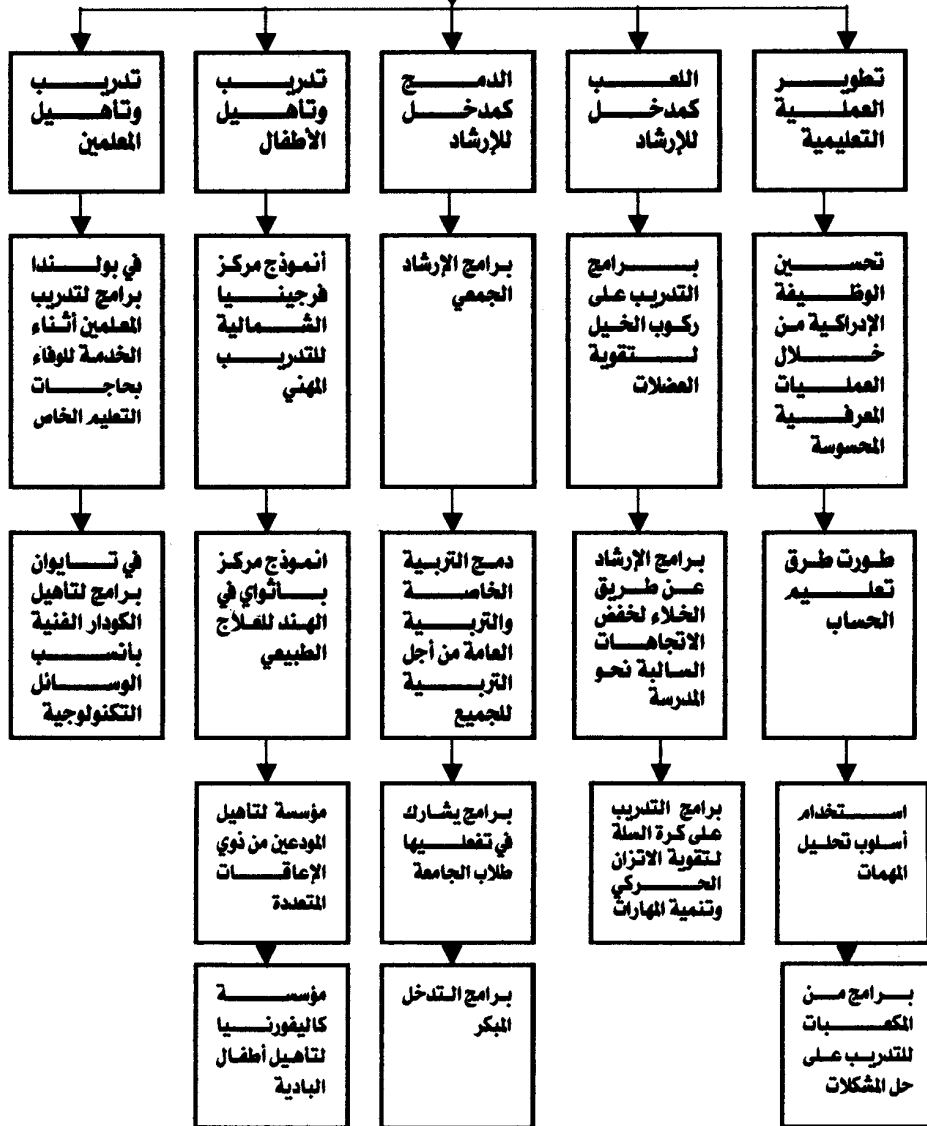 تطوير
العملية
التعليمية
اللعب
كمدخل
للإرشاد
الدمج
كمدخل
للإرشاد
تدريب
وتأهيل
الأطفال
تدريب
وتأهيل
المعلمين
تحسين
الوظيفة
الإدراكية من
خلال
العمليات
المعرفية
المحسوسة
برامج
التدريب على
ركوب الخيل
لتقوية
العضلات
برامج الإرشاد
الجمعي
أنموذج مركز
فرجينيا
الشمالية
للتدريب
المهني
في بولندا
برامج لتدريب
المعلمين أثناء
الخدمة للوفاء
بحاجات
التعليم الخاص
طورت طرق
تعليم
الحساب
برامج الإرشاد
عن طريق
الخلاء لخفض
الاتجاهات
السالبة نحو
المدرسة
دمج التربية
الخاصة
والتربية
العامة من أجل
التربية
للجميع
انموذج مركز
بأثواي في
الهند للعلاج
الطبيعي
في تايوان
برامج لتأهيل
الكودار الفنية
بأنسب
الوسائل
التكنولوجية
استخدام
أسلوب تحليل
المهمات
برامج التدريب
على كرة السلة
لتقوية الاتزان
الحركي
وتنمية المهارات
برامج يشارك
في تفعليها
طلاب الجامعة
مؤسسة لتأهيل
المودعين من ذوي
الإعاقات
المتعددة
برامج من
المكعبات
للتدريب على
حل المشكلات
برامج التدخل
المبكر
مؤسسة
كاليفورنيا
لتأهيل أطفال
البادية